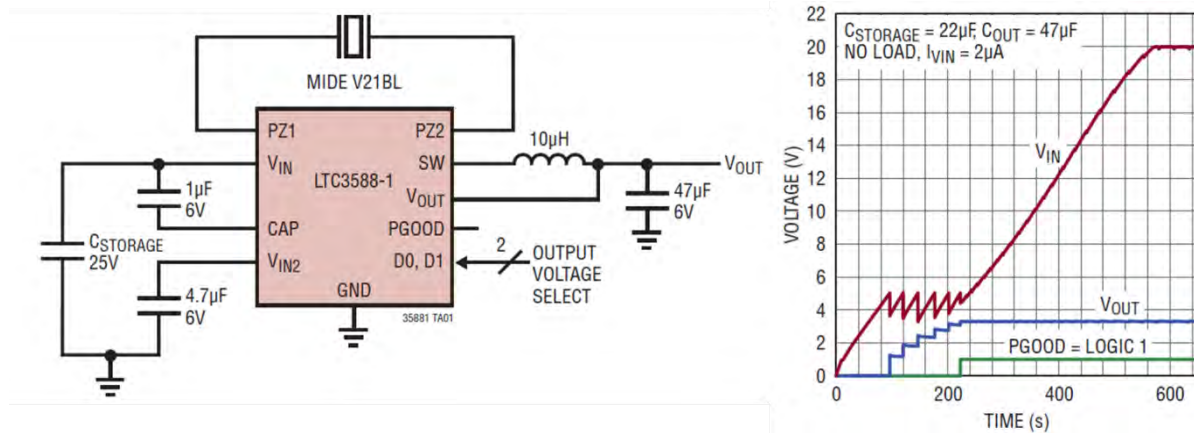 MIDE V21BL
PZ1
PZ2
VIN
SW
10µH
VOUT
LTC3588-1
1µF
6V
VOUT
47µF
6V
CAP
PGOOD
CSTORAGE
25V
VIN2
D0, D1
2
OUTPUT
VOLTAGE
SELECT
4.7µF
6V
GND
35881 TA01
22
20
18
16
14
12
10
8
6
4
2
0
VOLTAGE (V)
CSTORAGE = 22µF, COUT = 47µF
NO LOAD, IVIN = 2µA
VIN
VOUT
PGOOD = LOGIC 1
0
200
400
600
TIME (s)